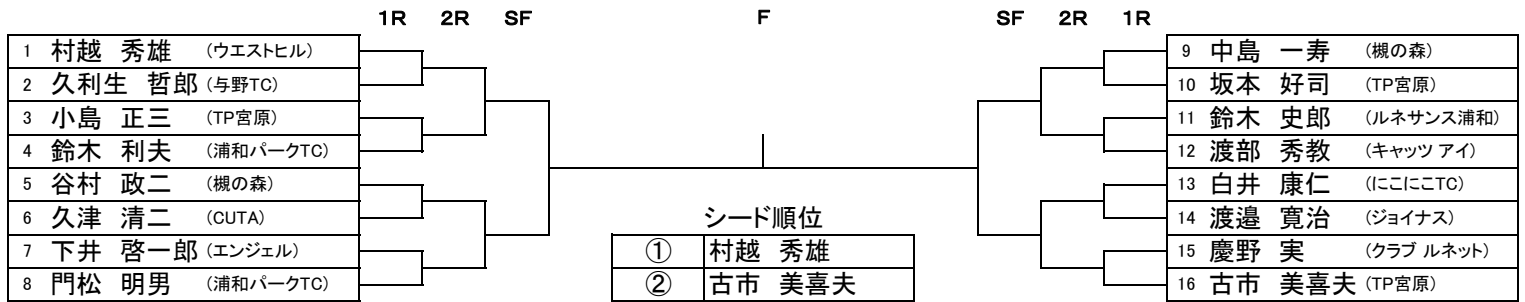 1R 2R SF F SF 2R 1R
1 村越 秀雄 (ウエストヒル)
2 久利生 哲郎 (与野TC)
3 小島 正三 (TP宮原)
4 鈴木 利夫 (浦和パークTC)
5 谷村 政二 (槻の森)
6 久津 清二 (CUTA)
7 下井 啓一郎 (エンジェル)
8 門松 明男 (浦和パークTC)
シード順位
① 村越 秀雄
② 古市 美喜夫
9 中島 一寿 (槻の森)
10 坂本 好司 (TP宮原)
11 鈴木 史郎 (ルネサンス浦和)
12 渡部 秀教 (キャッツ アイ)
13 白井 康仁 (にこにこTC)
14 渡邉 寛治 (ジョイナス)
15 慶野 実 (クラブ ルネット)
16 古市 美喜夫 (TP宮原)